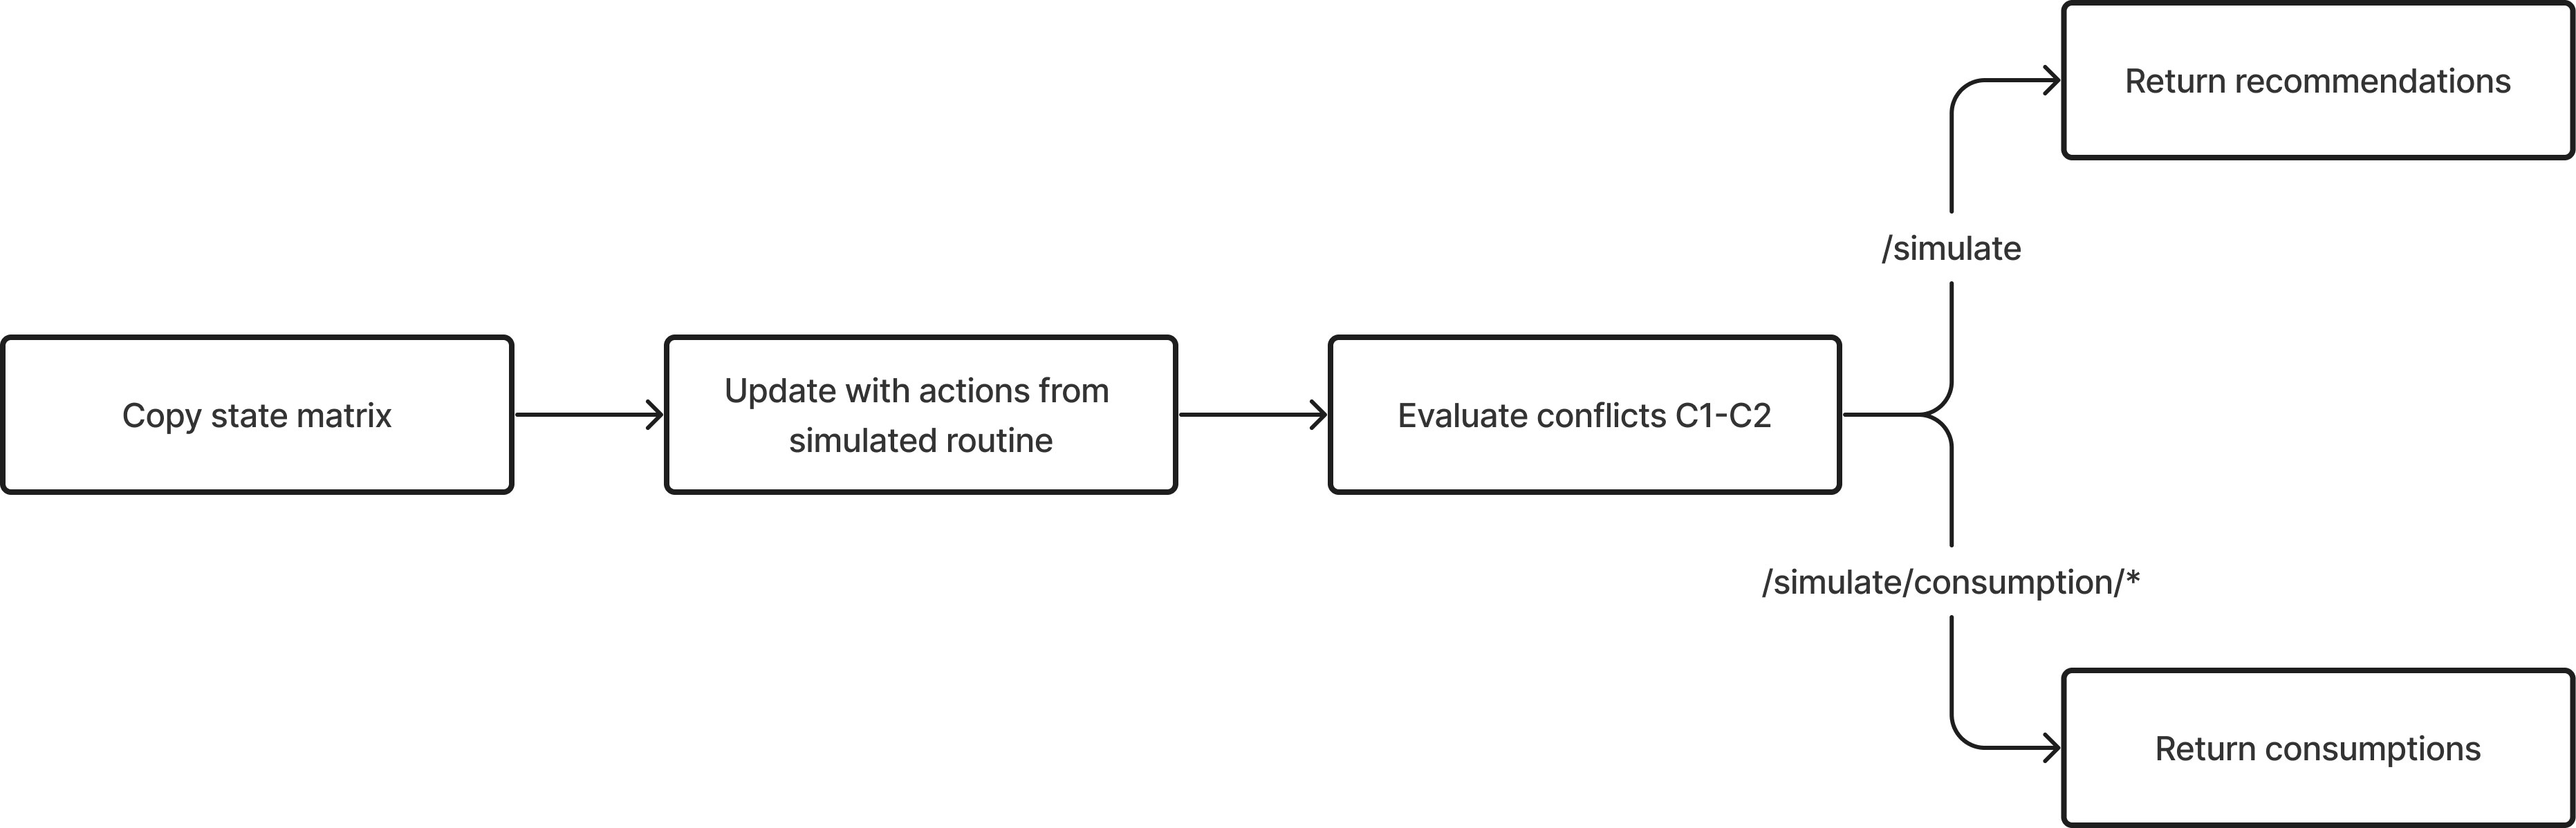 Copy state matrix
Update with actions from
simulated routine
Evaluate conflicts C1-C2
/simulate
Return recommendations
/simulate/consumption/*
Return consumptions